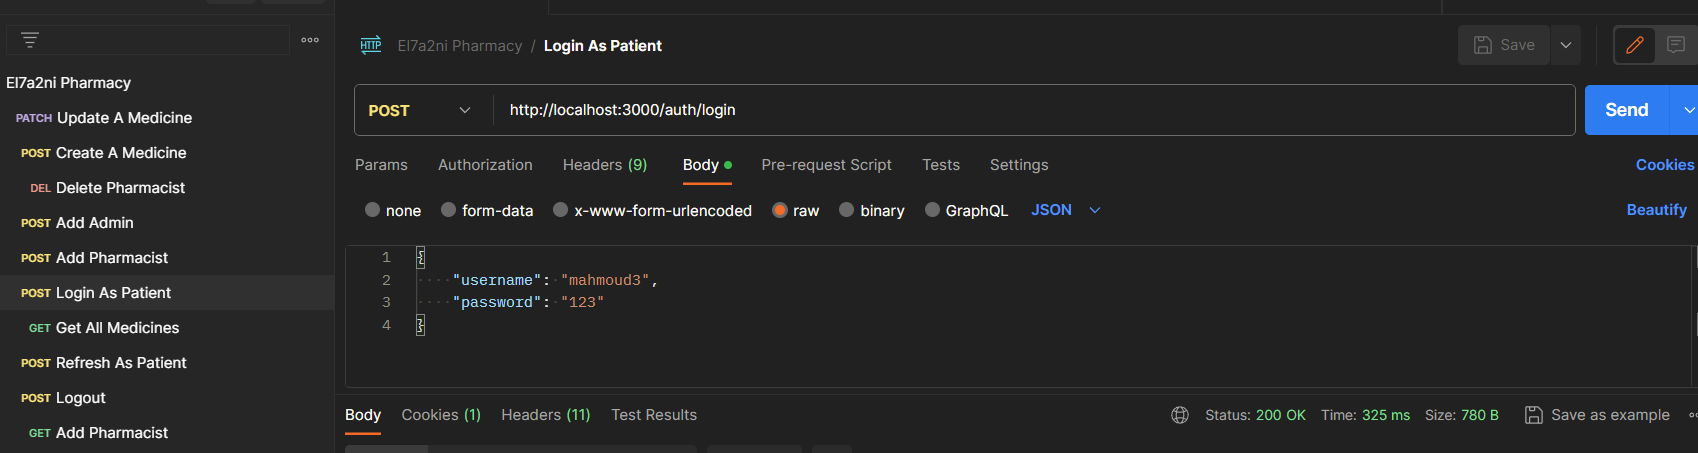 El7a2ni Pharmacy / Login As Patient
Save
El7a2ni Pharmacy
PATCH Update A Medicine
POST Create A Medicine
DEL Delete Pharmacist
POST Add Admin
POST Add Pharmacist
POST Login As Patient
GET Get All Medicines
POST Refresh As Patient
POST Logout
GET Add Pharmacist
POST http://localhost:3000/auth/login Send
Params Authorization Headers (9) Body Pre-request Script Tests Settings Cookies
none form-data x-www-form-urlencoded raw binary GraphQL JSON Beautify
1 {
2 "username": "mahmoud3",
3 "password": "123"
4 }
Body Cookies (1) Headers (11) Test Results Status: 200 OK Time: 325 ms Size: 780 B Save as example